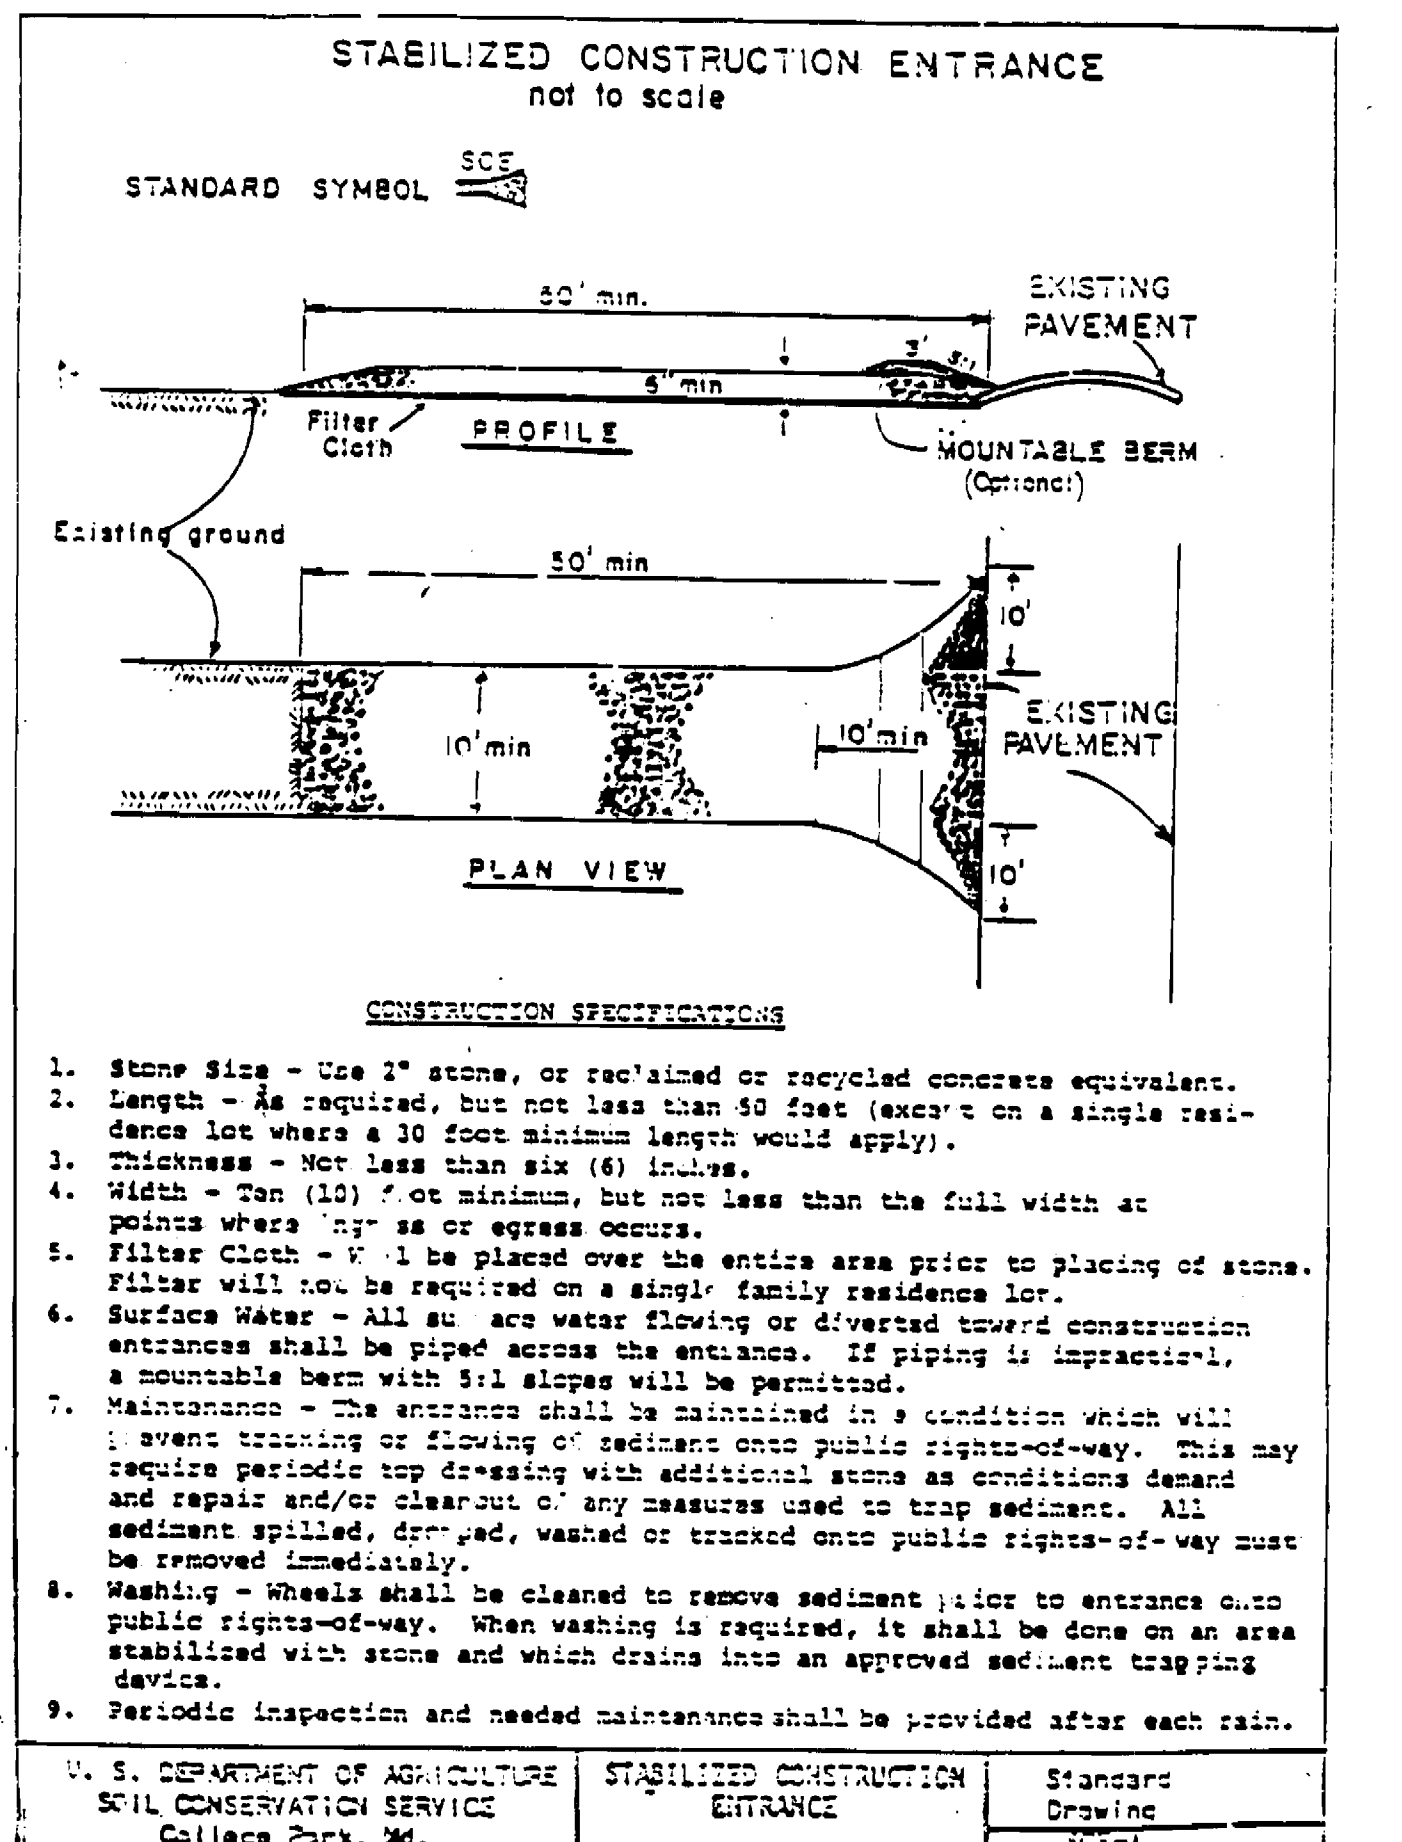 STABILIZED CONSTRUCTION ENTRANCE
not to scale
SCE
STANDARD SYMBOL
50' min.
EXISTING
PAVEMENT
3'
5:1
6" min
Filter
Cloth
PROFILE
MOUNTABLE BERM
(Optional)
Existing ground
50' min
10'
10' min
10' min
EXISTING
PAVEMENT
10'
PLAN VIEW
CONSTRUCTION SPECIFICATIONS
1. Stone Size - Use 2" stone, or reclaimed or recycled concrete equivalent.
2. Length - As required, but not less than 50 feet (except on a single resi-
dence lot where a 30 foot minimum length would apply).
3. Thickness - Not less than six (6) inches.
4. Width - Ten (10) foot minimum, but not less than the full width at
points where ingress or egress occurs.
5. Filter Cloth - Will be placed over the entire area prior to placing of stone.
Filter will not be required on a single family residence lot.
6. Surface Water - All surface water flowing or diverted toward construction
entrances shall be piped across the entrance. If piping is impractical,
a mountable berm with 5:1 slopes will be permitted.
7. Maintenance - The entrance shall be maintained in a condition which will
prevent tracking or flowing of sediment onto public rights-of-way. This may
require periodic top dressing with additional stone as conditions demand
and repair and/or cleanout of any measures used to trap sediment. All
sediment spilled, dropped, washed or tracked onto public rights-of-way must
be removed immediately.
8. Washing - Wheels shall be cleaned to remove sediment prior to entrance onto
public rights-of-way. When washing is required, it shall be done on an area
stabilized with stone and which drains into an approved sediment trapping
device.
9. Periodic inspection and needed maintenance shall be provided after each rain.
U. S. DEPARTMENT OF AGRICULTURE
SOIL CONSERVATION SERVICE
College Park, Md.
STABILIZED CONSTRUCTION
ENTRANCE
Standard
Drawing